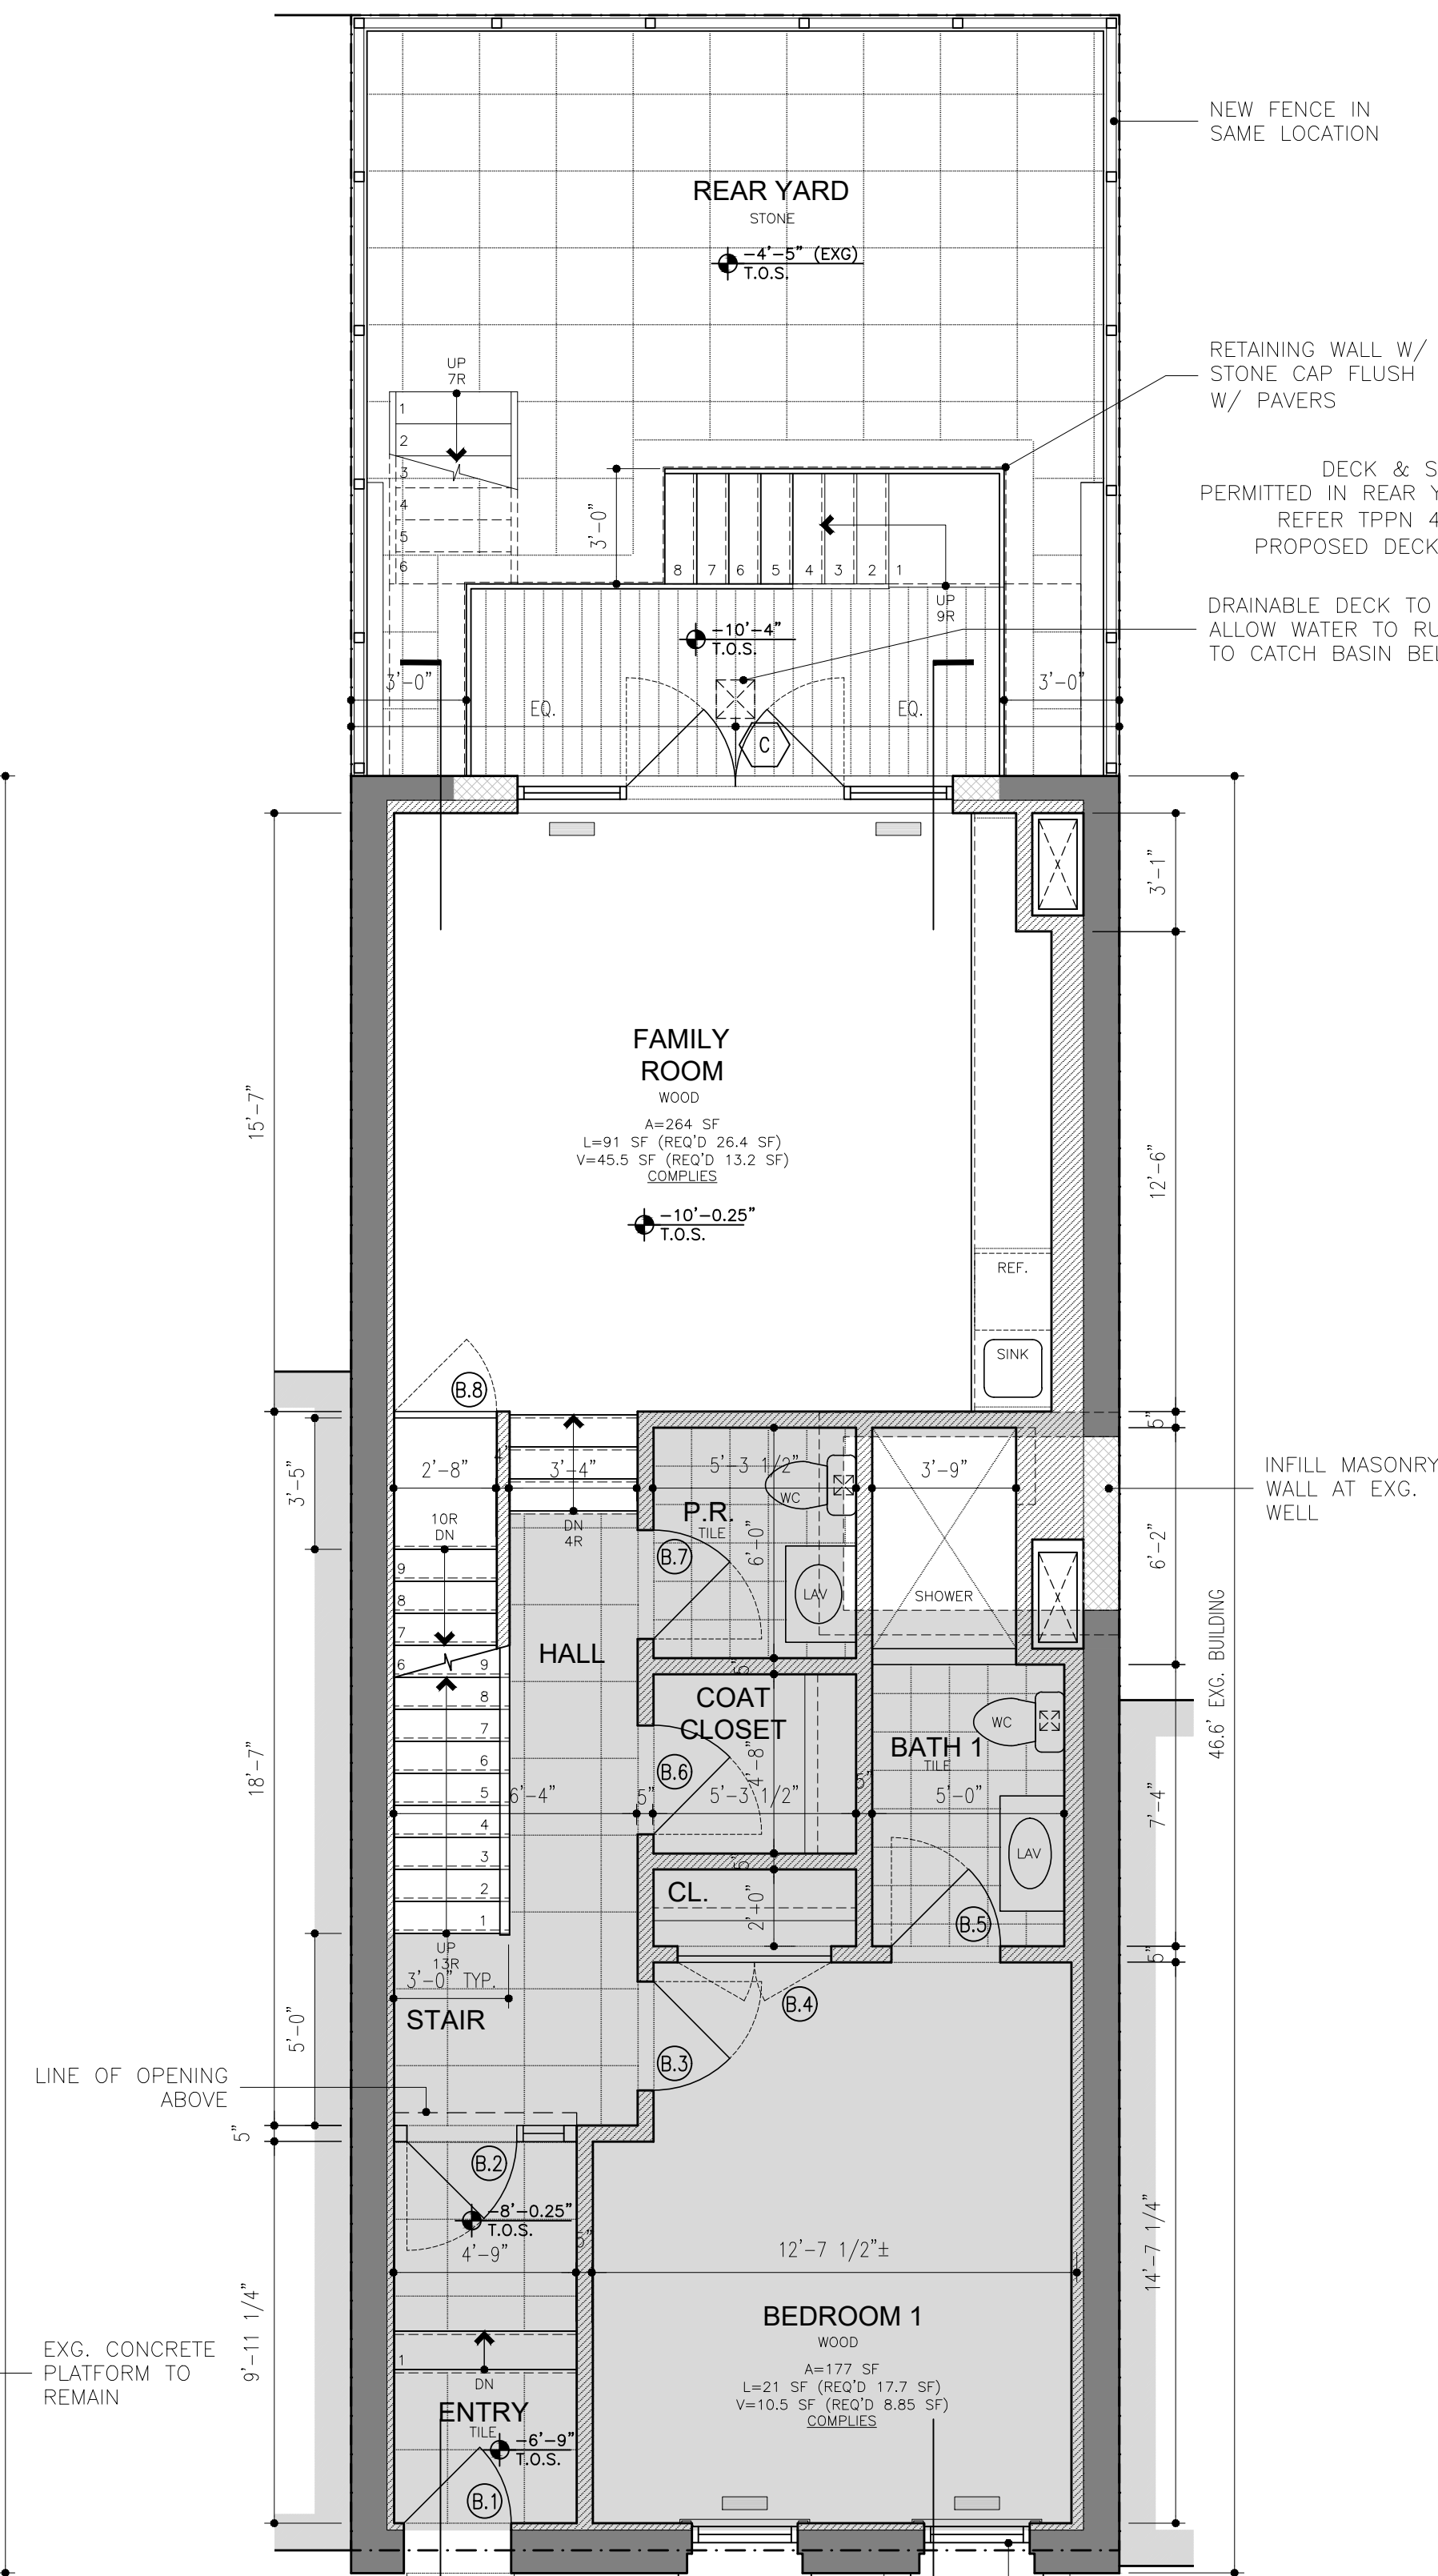 NEW FENCE IN
SAME LOCATION
REAR YARD
STONE
-4'-5" (EXG)
T.O.S.
RETAINING WALL W/
STONE CAP FLUSH
W/ PAVERS
UP
7R
1
2
3
4
5
6
DECK & S
PERMITTED IN REAR Y
REFER TPPN 4
PROPOSED DECK
3'-0"
8 7 6 5 4 3 2 1
UP
9R
DRAINABLE DECK TO
ALLOW WATER TO RU
TO CATCH BASIN BEL
-10'-4"
T.O.S.
3'-0"
3'-0"
EQ.
EQ.
C
3'-1"
15'-7"
FAMILY
ROOM
WOOD
A=264 SF
L=91 SF (REQ'D 26.4 SF)
V=45.5 SF (REQ'D 13.2 SF)
COMPLIES
-10'-0.25"
T.O.S.
12'-6"
REF.
SINK
B.8
5"
3'-5"
2'-8"
4"
3'-4"
5'-3 1/2"
3'-9"
WC
P.R.
TILE
6'-0"
INFILL MASONRY
WALL AT EXG.
WELL
10R
DN
DN
4R
B.7
LAV
SHOWER
6'-2"
46.6' EXG. BUILDING
9
8
7
6
9
8
7
6
5
4
3
2
1
HALL
5"
COAT
CLOSET
4'-8"
B.6
WC
BATH 1
TILE
18'-7"
6'-4"
5"
5'-3 1/2"
5"
5'-0"
7'-4"
LAV
5"
CL.
2'-0"
B.5
UP
13R
3'-0" TYP.
STAIR
5"
B.4
B.3
5'-0"
LINE OF OPENING
ABOVE
5"
B.2
-8'-0.25"
T.O.S.
4'-9"
5"
12'-7 1/2"±
14'-7 1/4"
9'-11 1/4"
BEDROOM 1
WOOD
A=177 SF
L=21 SF (REQ'D 17.7 SF)
V=10.5 SF (REQ'D 8.85 SF)
COMPLIES
EXG. CONCRETE
PLATFORM TO
REMAIN
1
DN
ENTRY
TILE
-6'-9"
T.O.S.
B.1